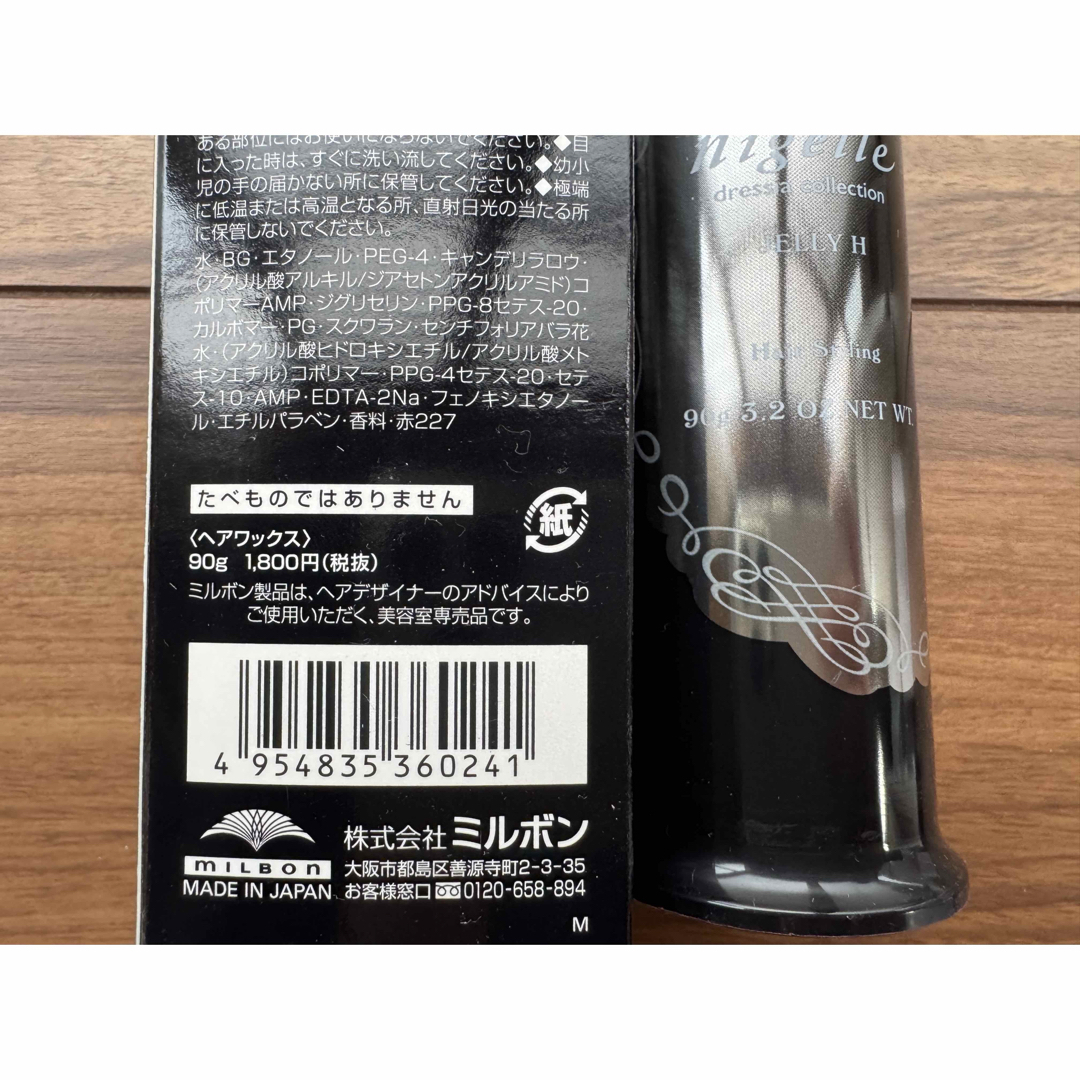 ある部位にはお使いにならないでください。◆目
に入った時は、すぐに洗い流してください。◆幼小
児の手の届かない所に保管してください。◆極端
に低温または高温となる所、直射日光の当たる所
に保管しないでください。
水・BG・エタノール・PEG-4・キャンデリラロウ・
(アクリル酸アルキル/ジアセトンアクリルアミド)コ
ポリマーAMP・ジグリセリン・PPG-8セテス-20・
カルボマー・PG・スクワラン・センチフォリアバラ花
水・(アクリル酸ヒドロキシエチル/アクリル酸メト
キシエチル)コポリマー・PPG-4セテス-20・セテ
ス-10・AMP・EDTA-2Na・フェノキシエタノー
ル・エチルパラベン・香料・赤227
たべものではありません
紙
〈ヘアワックス〉
90g 1,800円(税抜)
ミルボン製品は、ヘアデザイナーのアドバイスにより
ご使用いただく、美容室専売品です。
4 954835 360241
milbon
MADE IN JAPAN
株式会社ミルボン
大阪市都島区善源寺町2-3-35
お客様窓口 0120-658-894
M
nigelle
dressia collection
JELLY H
Hair Styling
90g 3.2 OZ NET WT.